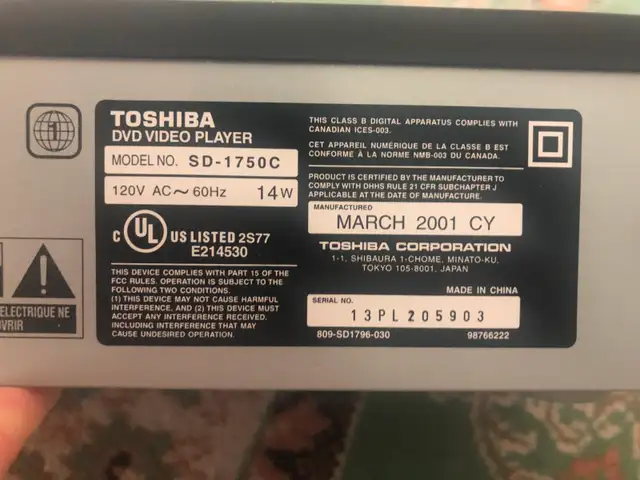 1
TOSHIBA
DVD VIDEO PLAYER
MODEL NO. SD-1750C
120V AC~60Hz 14W
C UL US LISTED 2S77
E214530
THIS DEVICE COMPLIES WITH PART 15 OF THE
FCC RULES. OPERATION IS SUBJECT TO THE
FOLLOWING TWO CONDITIONS.
(1) THIS DEVICE MAY NOT CAUSE HARMFUL
INTERFERENCE, AND (2) THIS DEVICE MUST
ACCEPT ANY INTERFERENCE RECEIVED,
INCLUDING INTERFERENCE THAT MAY
CAUSE UNDESIRED OPERATION.
THIS CLASS B DIGITAL APPARATUS COMPLIES WITH
CANADIAN ICES-003.
CET APPAREIL NUMÉRIQUE DE LA CLASSE B EST
CONFORME À LA NORME NMB-003 DU CANADA.
PRODUCT IS CERTIFIED BY THE MANUFACTURER TO
COMPLY WITH DHHS RULE 21 CFR SUBCHAPTER J
APPLICABLE AT THE DATE OF MANUFACTURE.
MANUFACTURED
MARCH 2001 CY
TOSHIBA CORPORATION
1-1, SHIBAURA 1-CHOME, MINATO-KU,
TOKYO 105-8001, JAPAN
MADE IN CHINA
SERIAL NO.
13PL205903
809-SD1796-030 98766222
ELECTRIQUE NE